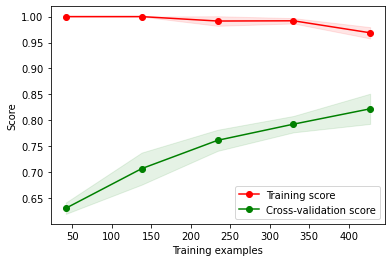 1.00
0.95
0.90
0.85
0.80
0.75
0.70
0.65
Score
50 100 150 200 250 300 350 400
Training examples
Training score
Cross-validation score